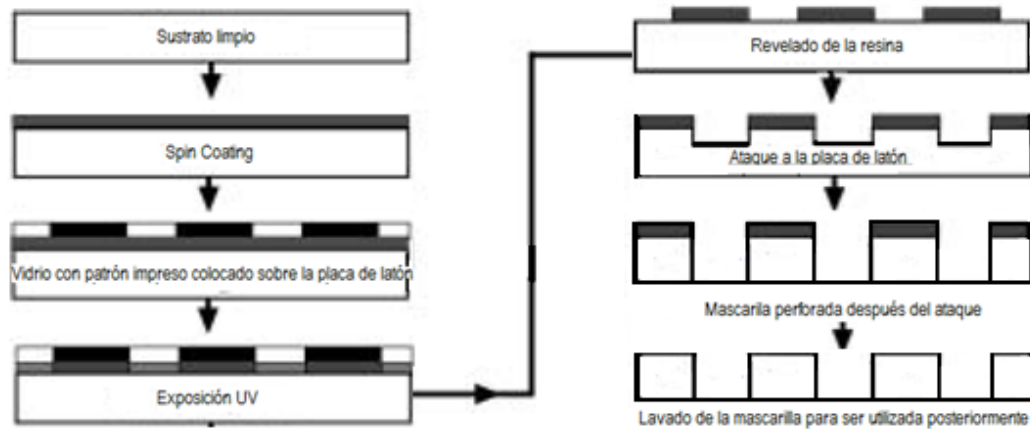 Sustrato limpio
Spin Coating
Vidrio con patrón impreso colocado sobre la placa de latón
Exposición UV
Revelado de la resina
Ataque a la placa de latón
Mascarila perforada después del ataque
Lavado de la mascarilla para ser utilizada posteriormente